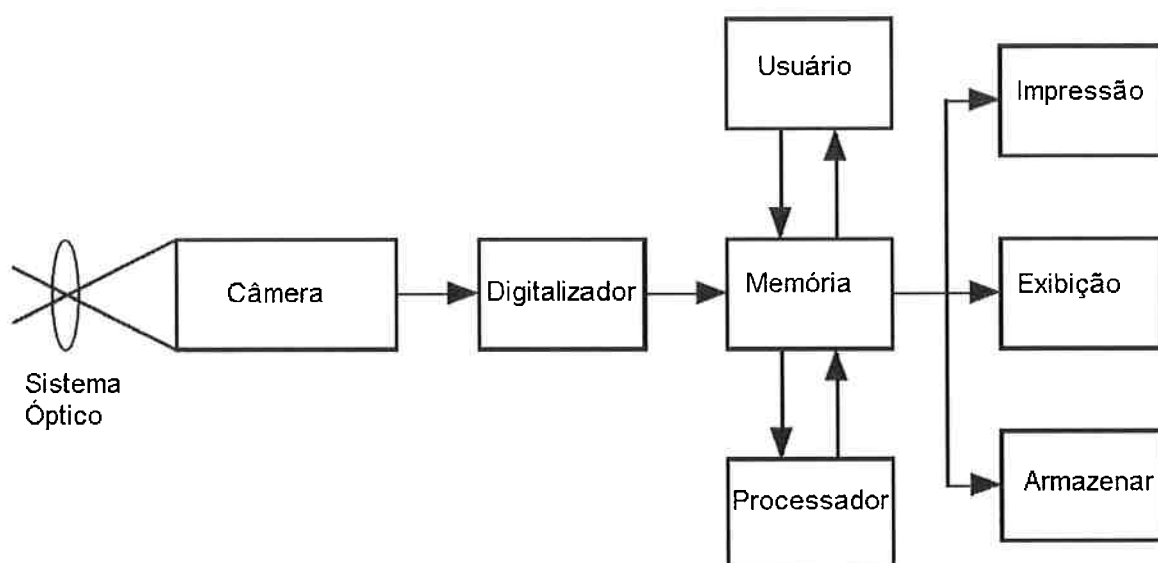 Usuário
Impressão
Câmera
Digitalizador
Memória
Exibição
Sistema
Óptico
Processador
Armazenar